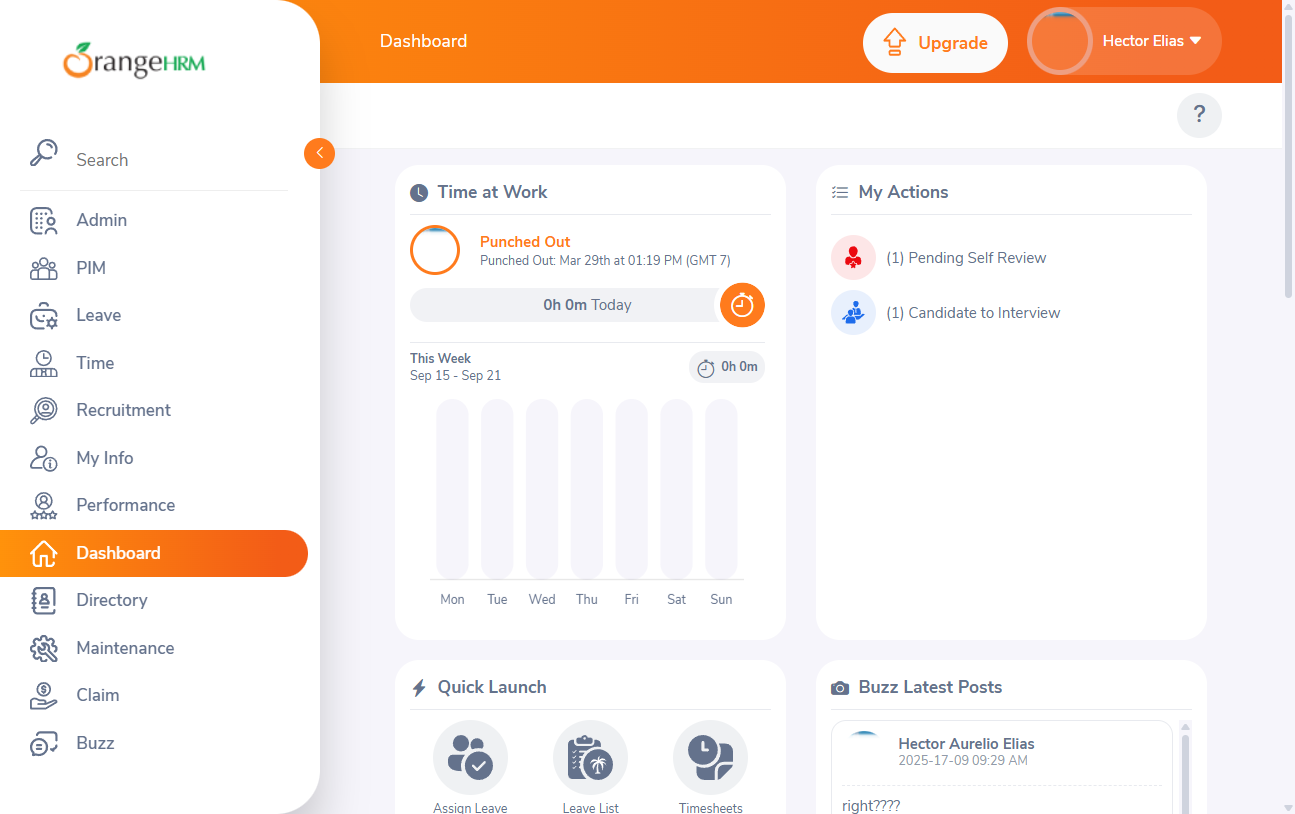 OrangeHRM
Dashboard
Upgrade
Hector Elias
?
Search
Admin
PIM
Leave
Time
Recruitment
My Info
Performance
Dashboard
Directory
Maintenance
Claim
Buzz
Time at Work
Punched Out
Punched Out: Mar 29th at 01:19 PM (GMT 7)
0h 0m Today
This Week
Sep 15 - Sep 21
0h 0m
Mon Tue Wed Thu Fri Sat Sun
My Actions
(1) Pending Self Review
(1) Candidate to Interview
Quick Launch
Assign Leave Leave List Timesheets
Buzz Latest Posts
Hector Aurelio Elias
2025-17-09 09:29 AM
right????